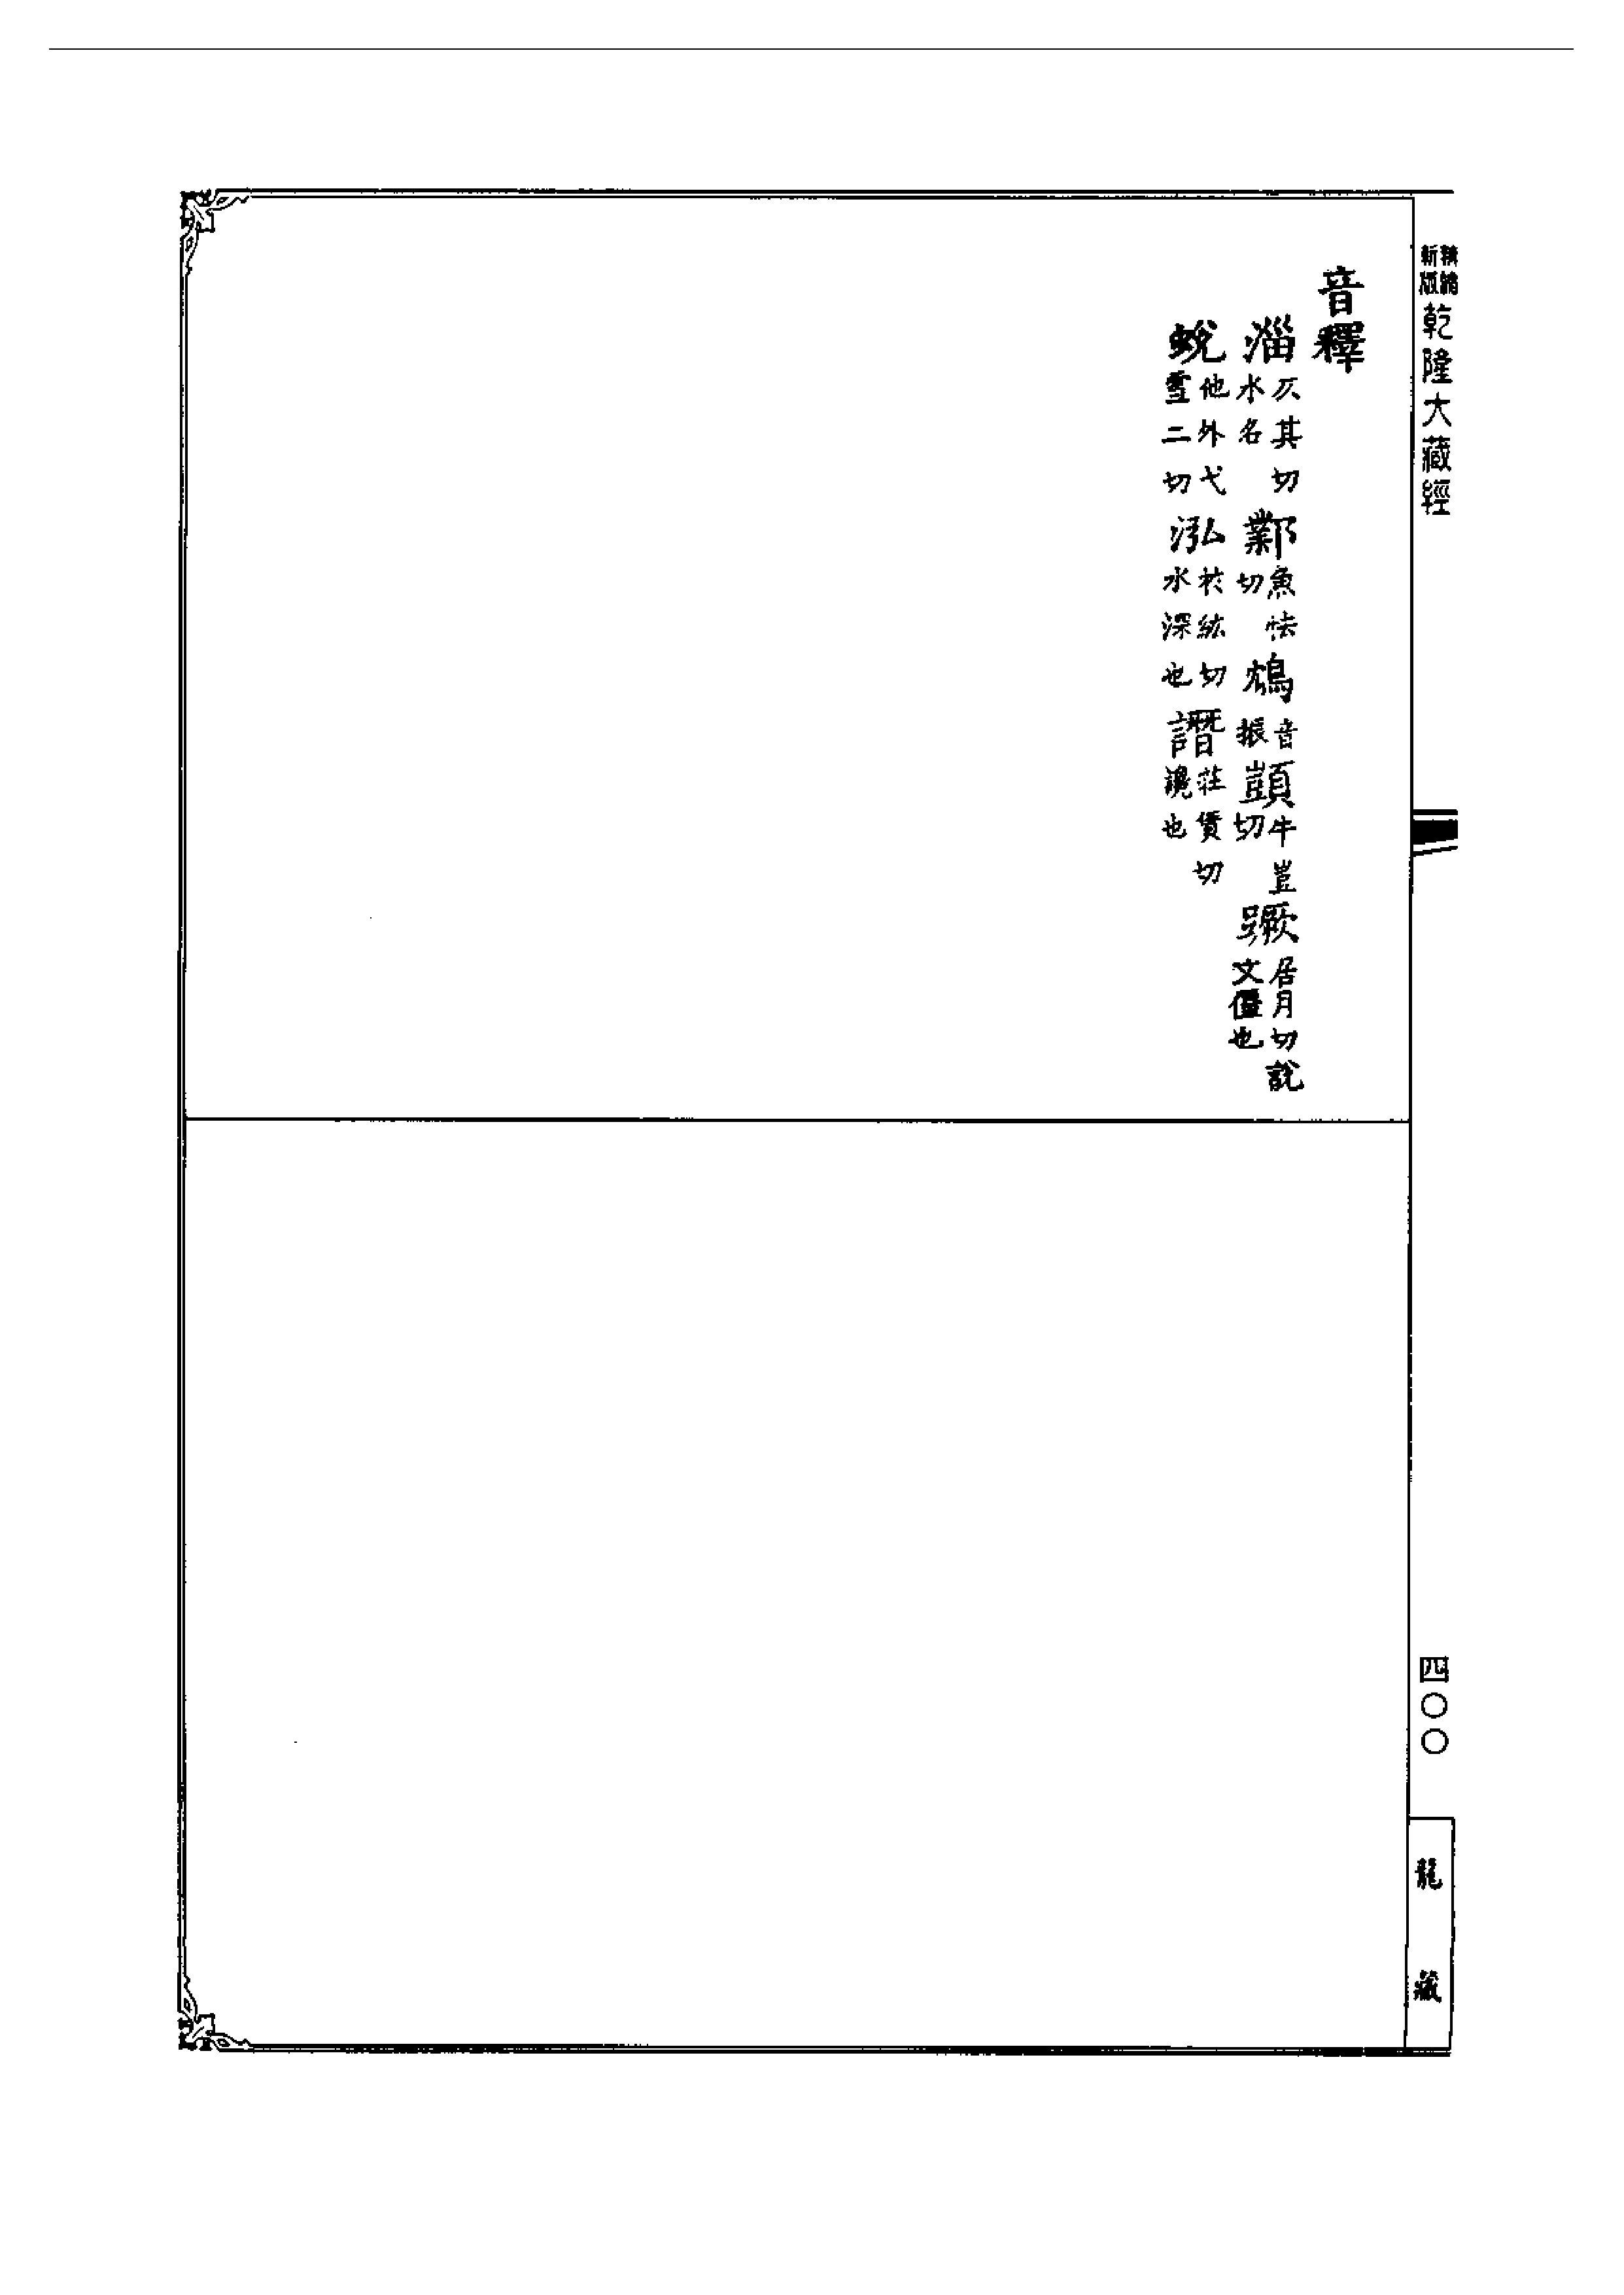 精編新版 乾隆大藏經
四〇〇
龍藏
音釋
淄仄其切水名 鄴魚怯切 鴆音振 顗牛豈切 蹶居月切說文僵也
蛻他外弋雪二切 泓於紘切水深也 譖莊賃切讒也